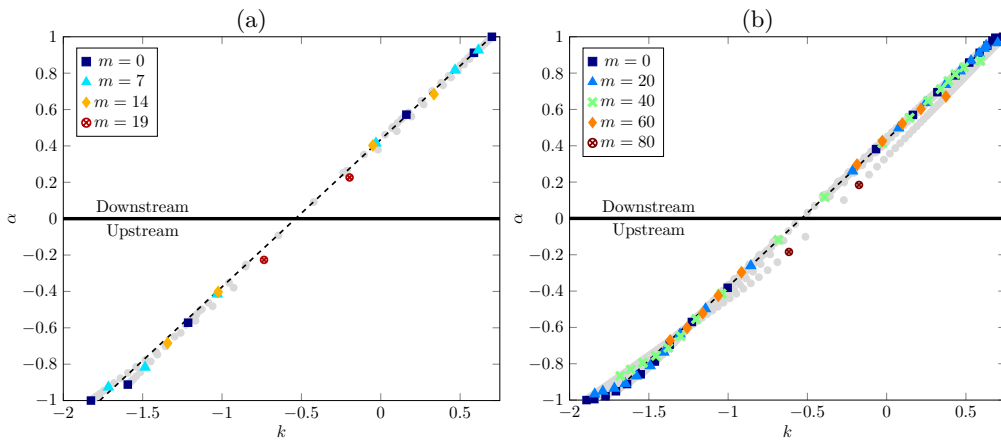 (a)
1
0.8
0.6
0.4
0.2
0
−0.2
−0.4
−0.6
−0.8
−1
α
m = 0
m = 7
m = 14
m = 19
Downstream
Upstream
−2 −1.5 −1 −0.5 0 0.5
k
(b)
1
0.8
0.6
0.4
0.2
0
−0.2
−0.4
−0.6
−0.8
−1
α
m = 0
m = 20
m = 40
m = 60
m = 80
Downstream
Upstream
−2 −1.5 −1 −0.5 0 0.5
k